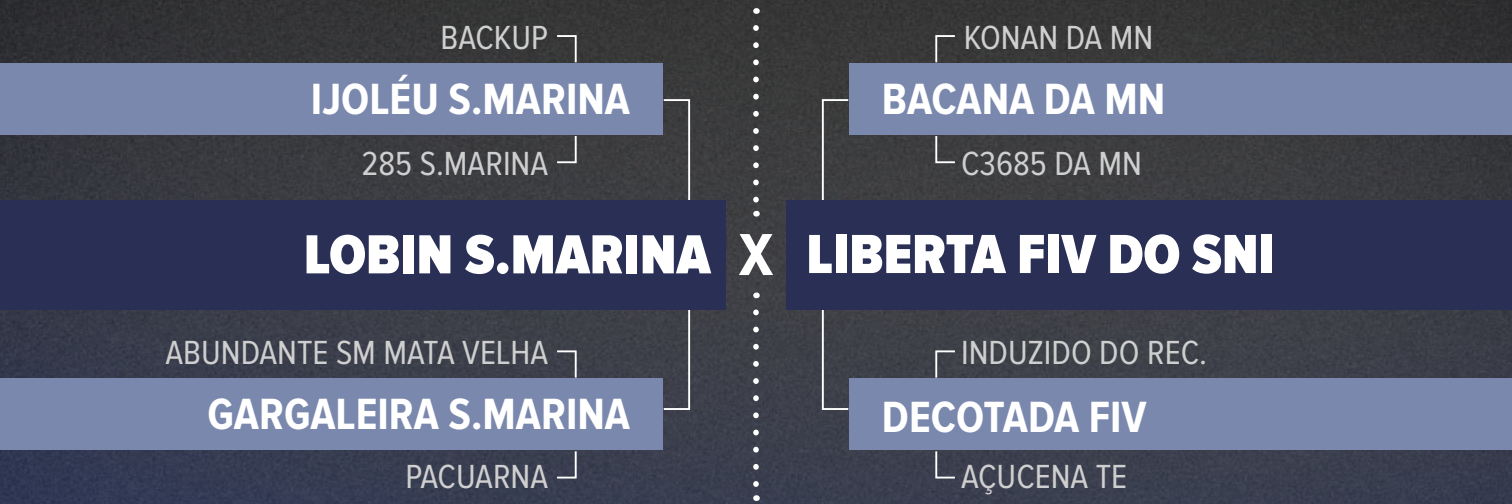 BACKUP
IJOLÉU S.MARINA
285 S.MARINA
KONAN DA MN
BACANA DA MN
C3685 DA MN
LOBIN S.MARINA X LIBERTA FIV DO SNI
ABUNDANTE SM MATA VELHA
GARGALEIRA S.MARINA
PACUARNA
INDUZIDO DO REC.
DECOTADA FIV
AÇUCENA TE